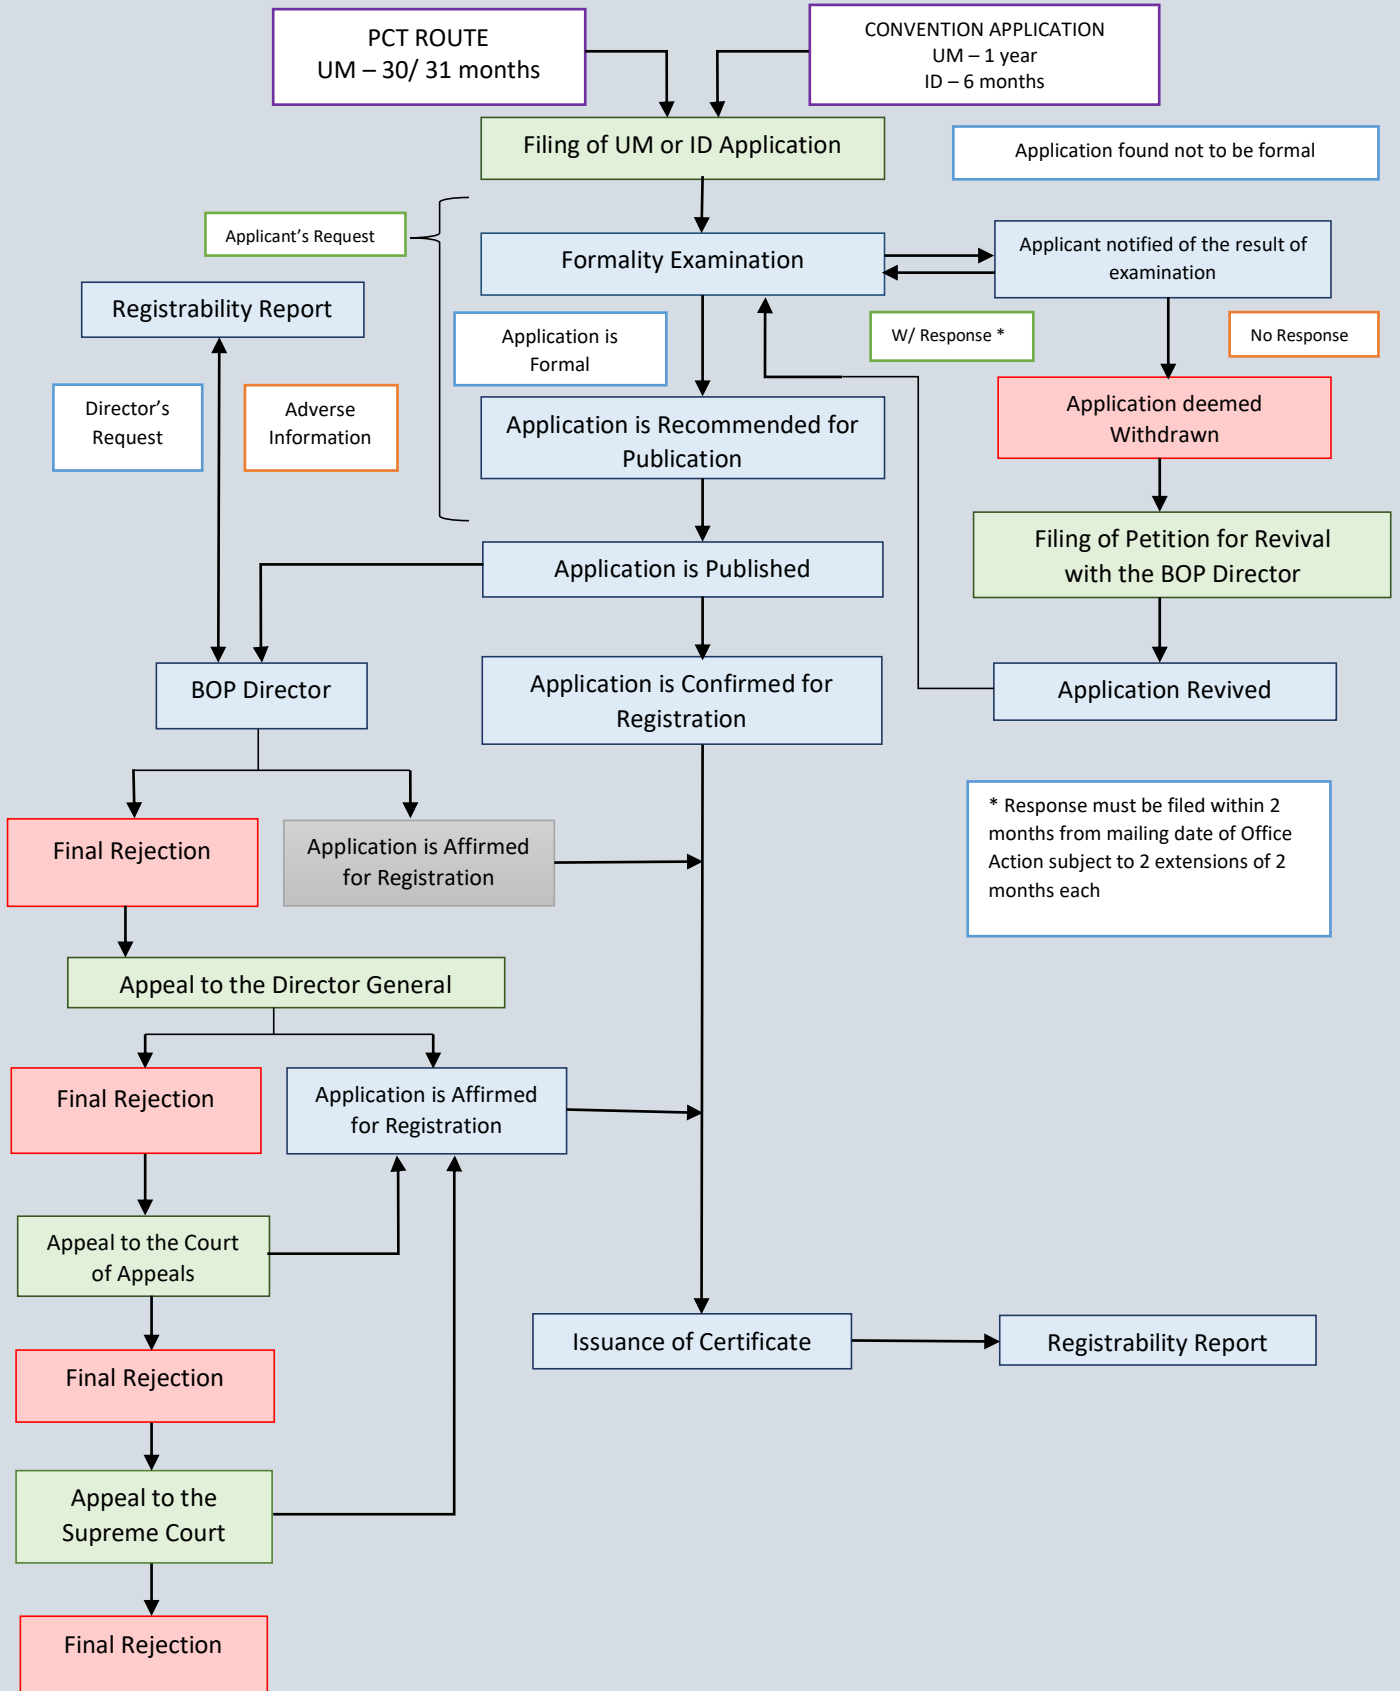 PCT ROUTE
UM – 30/ 31 months
CONVENTION APPLICATION
UM – 1 year
ID – 6 months
Filing of UM or ID Application
Application found not to be formal
Applicant’s Request
Formality Examination
Applicant notified of the result of
examination
Registrability Report
Application is
Formal
W/ Response *
No Response
Director’s
Request
Adverse
Information
Application is Recommended for
Publication
Application deemed
Withdrawn
Filing of Petition for Revival
with the BOP Director
Application is Published
BOP Director
Application is Confirmed for
Registration
Application Revived
Final Rejection
Application is Affirmed
for Registration
* Response must be filed within 2
months from mailing date of Office
Action subject to 2 extensions of 2
months each
Appeal to the Director General
Final Rejection
Application is Affirmed
for Registration
Appeal to the Court
of Appeals
Issuance of Certificate
Registrability Report
Final Rejection
Appeal to the
Supreme Court
Final Rejection